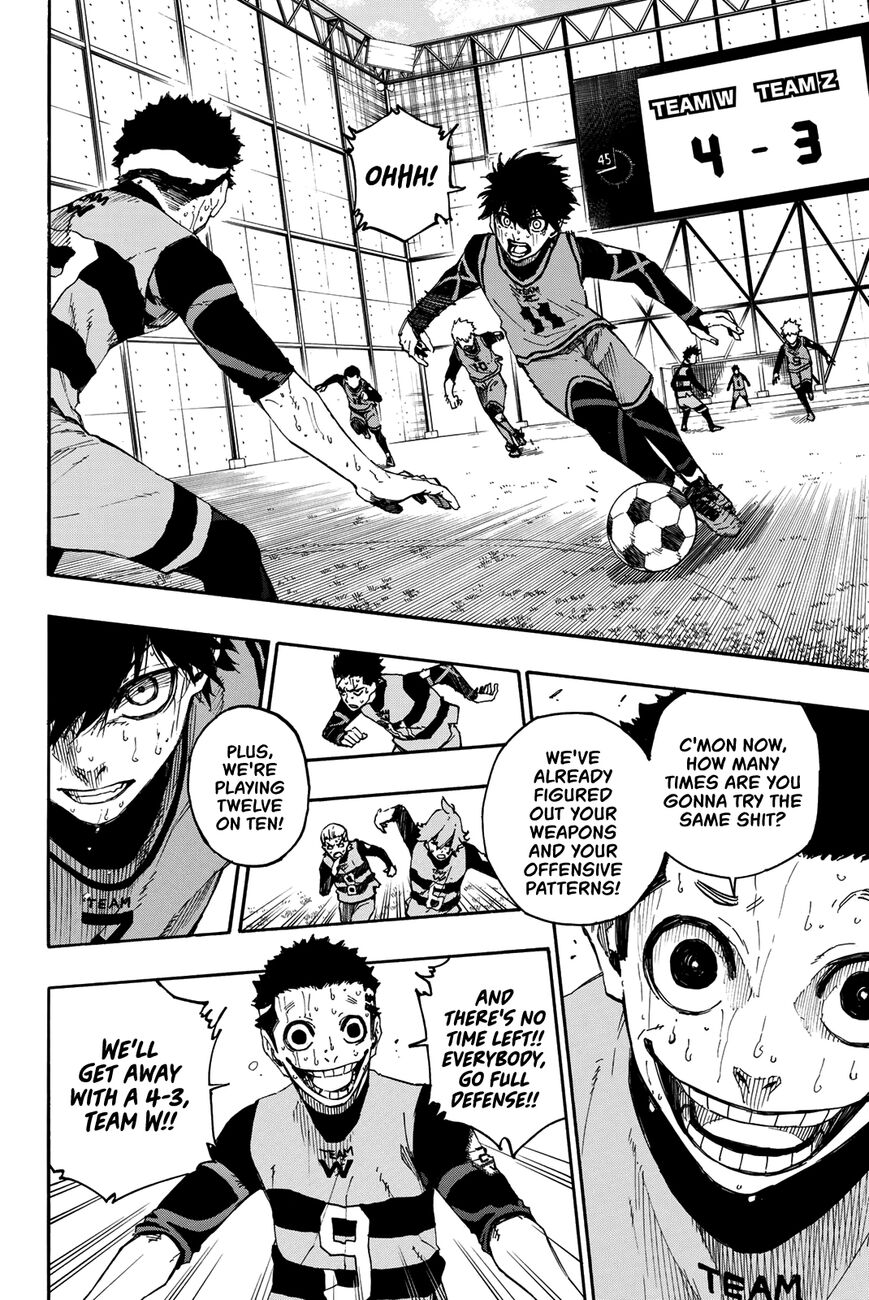 TEAM W TEAM Z
4 - 3
45
OHHH!
TEAM
11
10
C'MON NOW,
HOW MANY
TIMES ARE YOU
GONNA TRY THE
SAME SHIT?
WE'VE
ALREADY
FIGURED
OUT YOUR
WEAPONS
AND YOUR
OFFENSIVE
PATTERNS!
TEAM
PLUS,
WE'RE
PLAYING
TWELVE
ON TEN!
TEAM
AND
THERE'S NO
TIME LEFT!!
EVERYBODY,
GO FULL
DEFENSE!!
TEAM
W
9
WE'LL
GET AWAY
WITH A 4-3,
TEAM W!!